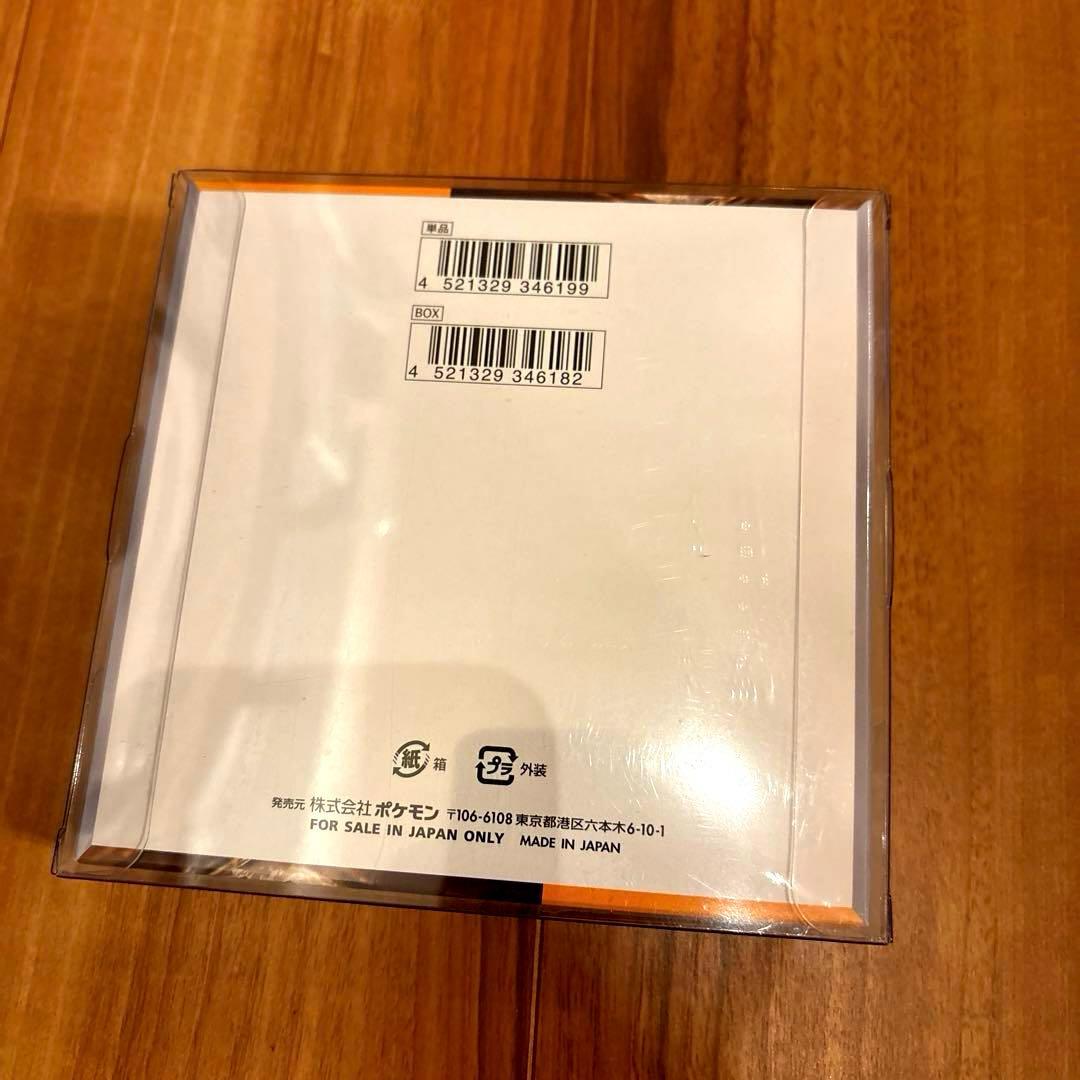 単品
4 521329 346199
BOX
4 521329 346182
紙 箱 プラ 外装
発売元 株式会社 ポケモン 〒106-6108 東京都港区六本木6-10-1
FOR SALE IN JAPAN ONLY MADE IN JAPAN